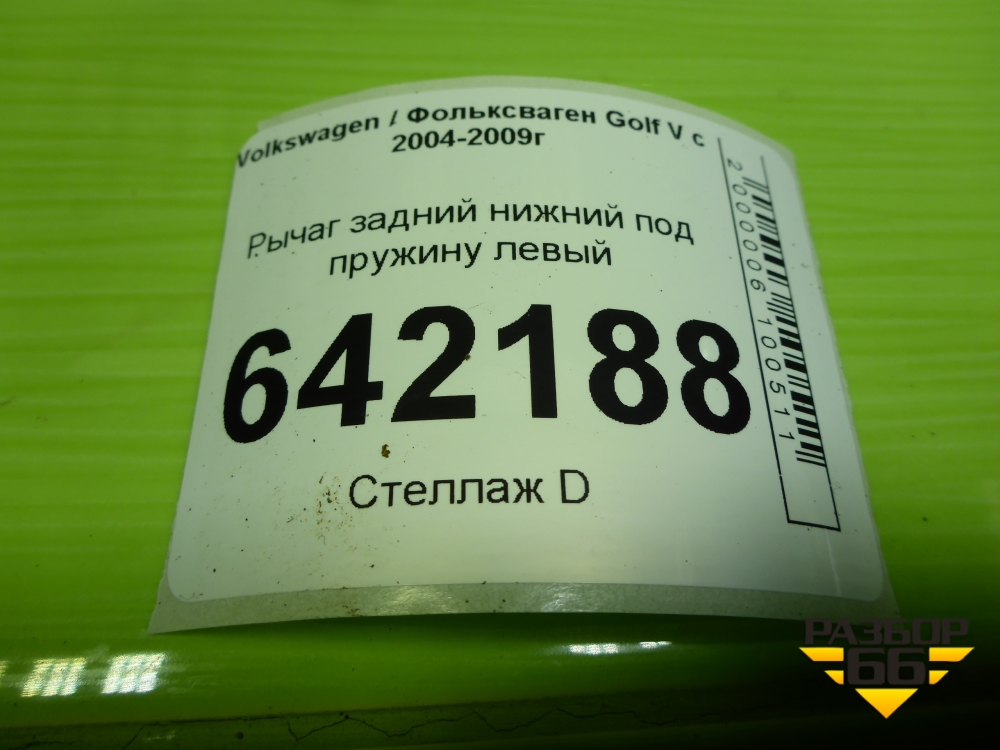 Volkswagen / Фольксваген Golf V с
2004-2009г
Рычаг задний нижний под
пружину левый
642188
Стеллаж D
2000006100511
РАЗБОР
66